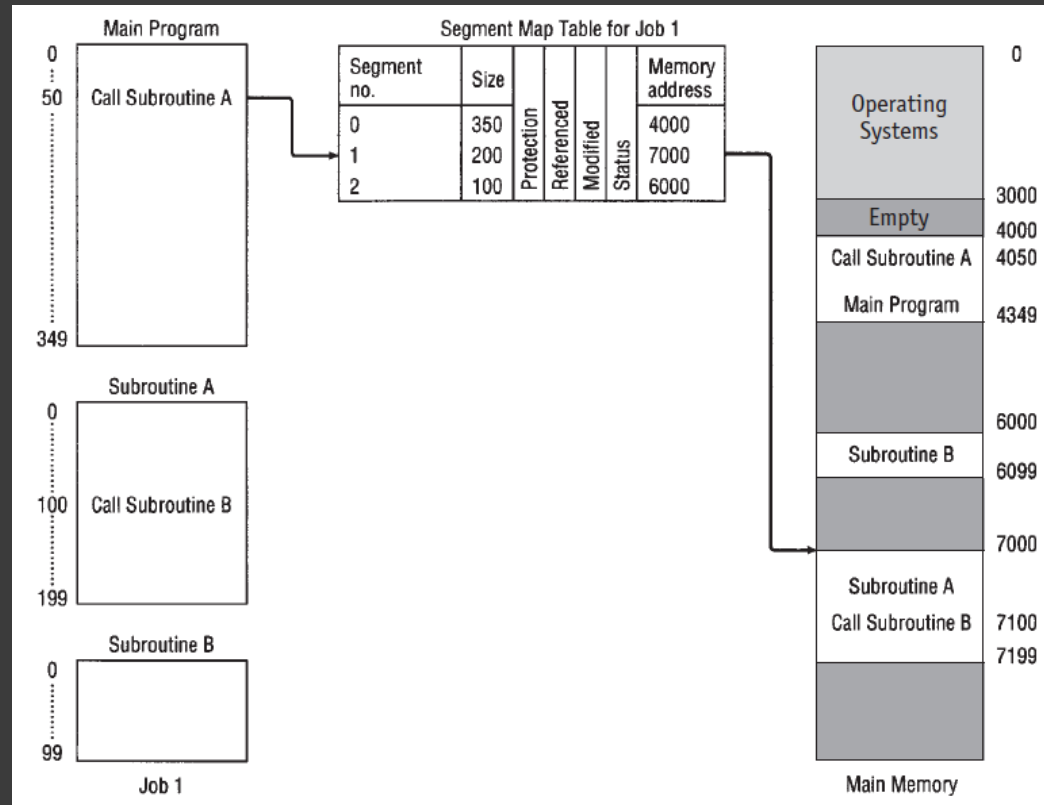 Main Program
0
50
Call Subroutine A
349
Subroutine A
0
100
Call Subroutine B
199
Subroutine B
0
99
Job 1
Segment Map Table for Job 1
Segment no.
Size
Protection
Referenced
Modified
Status
Memory address
0 350 4000
1 200 7000
2 100 6000
0
Operating
Systems
3000
Empty
4000
Call Subroutine A 4050
Main Program 4349
6000
Subroutine B
6099
7000
Subroutine A
Call Subroutine B 7100
7199
Main Memory